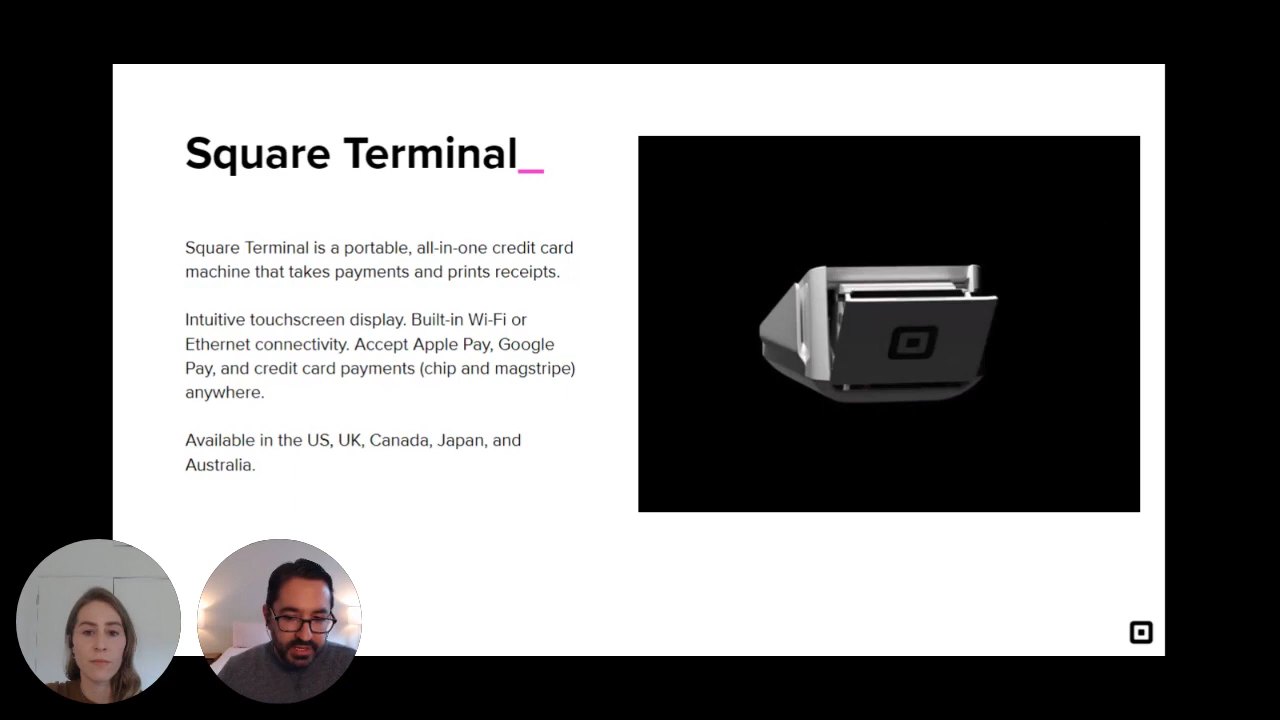 Square Terminal_
Square Terminal is a portable, all-in-one credit card
machine that takes payments and prints receipts.
Intuitive touchscreen display. Built-in Wi-Fi or
Ethernet connectivity. Accept Apple Pay, Google
Pay, and credit card payments (chip and magstripe)
anywhere.
Available in the US, UK, Canada, Japan, and
Australia.